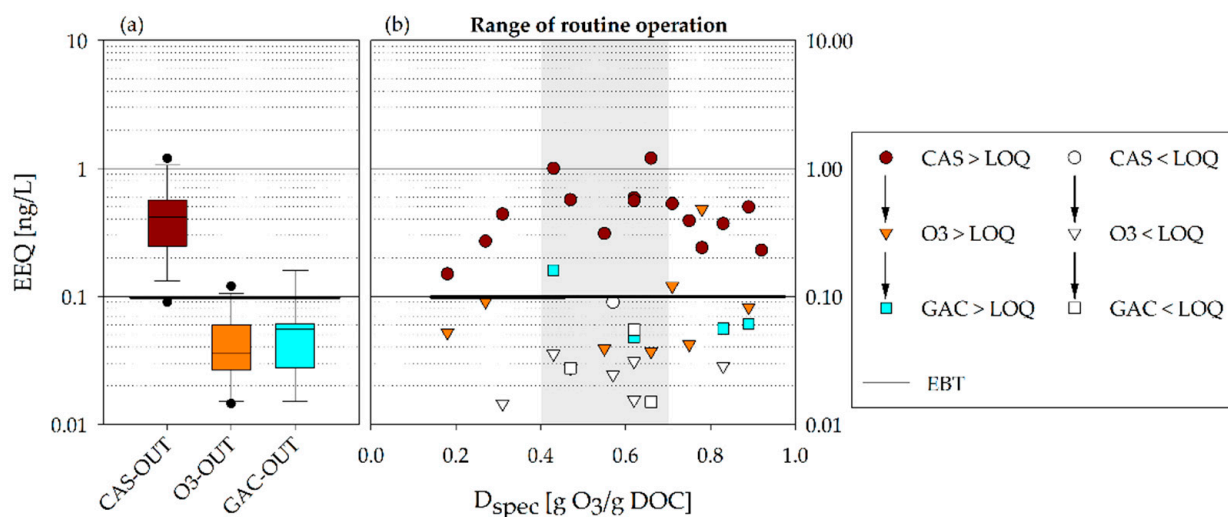 (a)
(b)
Range of routine operation
10
1
0.1
0.01
EEQ [ng/L]
CAS-OUT
O3-OUT
GAC-OUT
10.00
1.00
0.10
0.01
0.0
0.2
0.4
0.6
0.8
1.0
Dspec [g O3/g DOC]
CAS > LOQ
CAS < LOQ
O3 > LOQ
O3 < LOQ
GAC > LOQ
GAC < LOQ
EBT